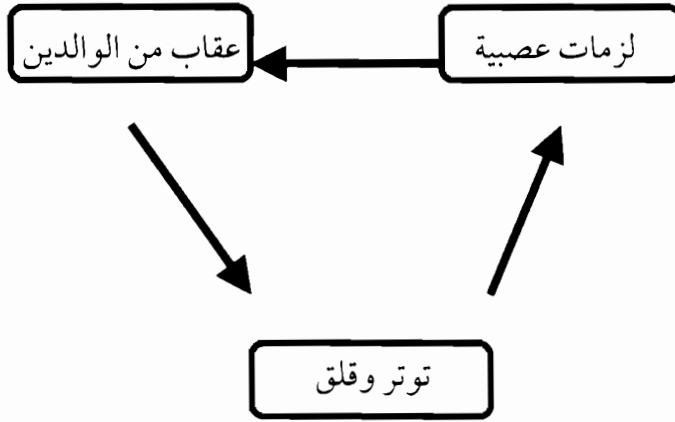 لزمات عصبية
عقاب من الوالدين
توتر وقلق